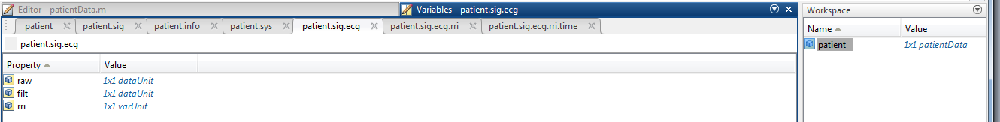 Editor - patientData.m
Variables - patient.sig.ecg
Workspace
patient
patient.sig
patient.info
patient.sys
patient.sig.ecg
patient.sig.ecg.rri
patient.sig.ecg.rri.time
Name
Value
patient.sig.ecg
patient
1x1 patientData
Property
Value
raw
1x1 dataUnit
filt
1x1 dataUnit
rri
1x1 varUnit